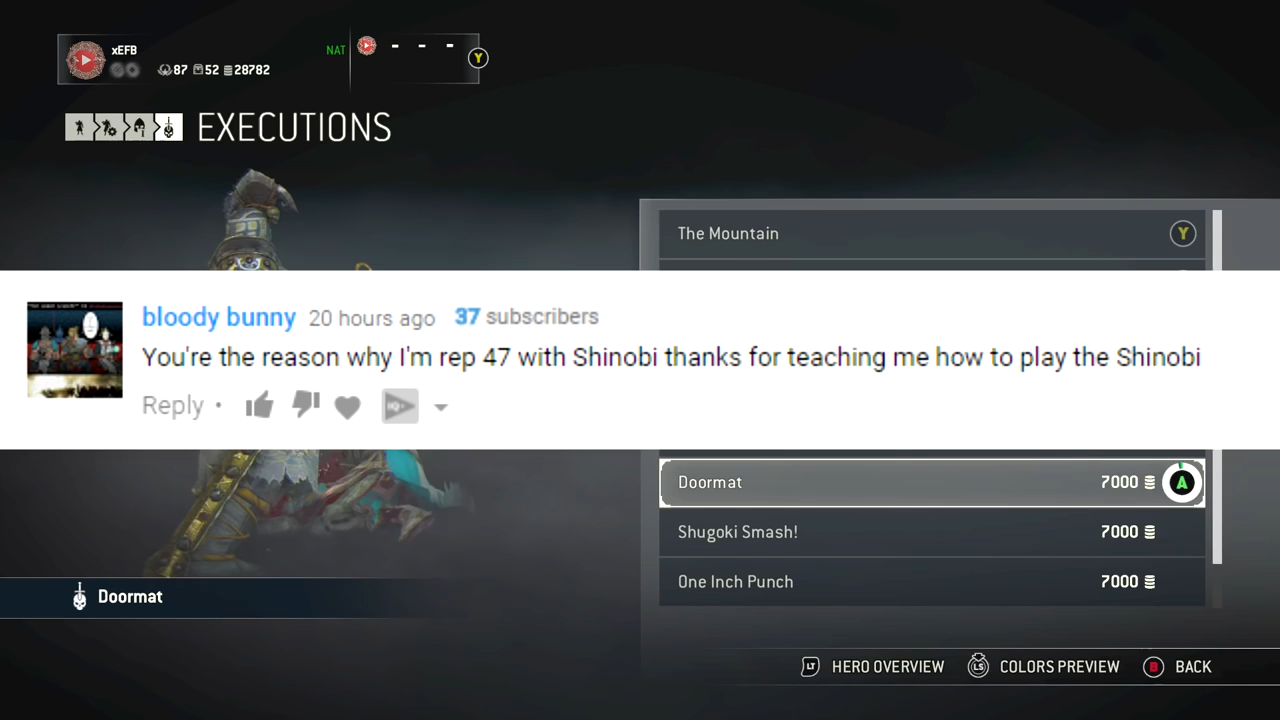 xEFB
87 52 28782
NAT
- - -
Y
EXECUTIONS
The Mountain Y
bloody bunny 20 hours ago 37 subscribers
You're the reason why I'm rep 47 with Shinobi thanks for teaching me how to play the Shinobi
Reply •
Doormat 7000 A
Shugoki Smash! 7000
One Inch Punch 7000
Doormat
LT HERO OVERVIEW LS COLORS PREVIEW B BACK